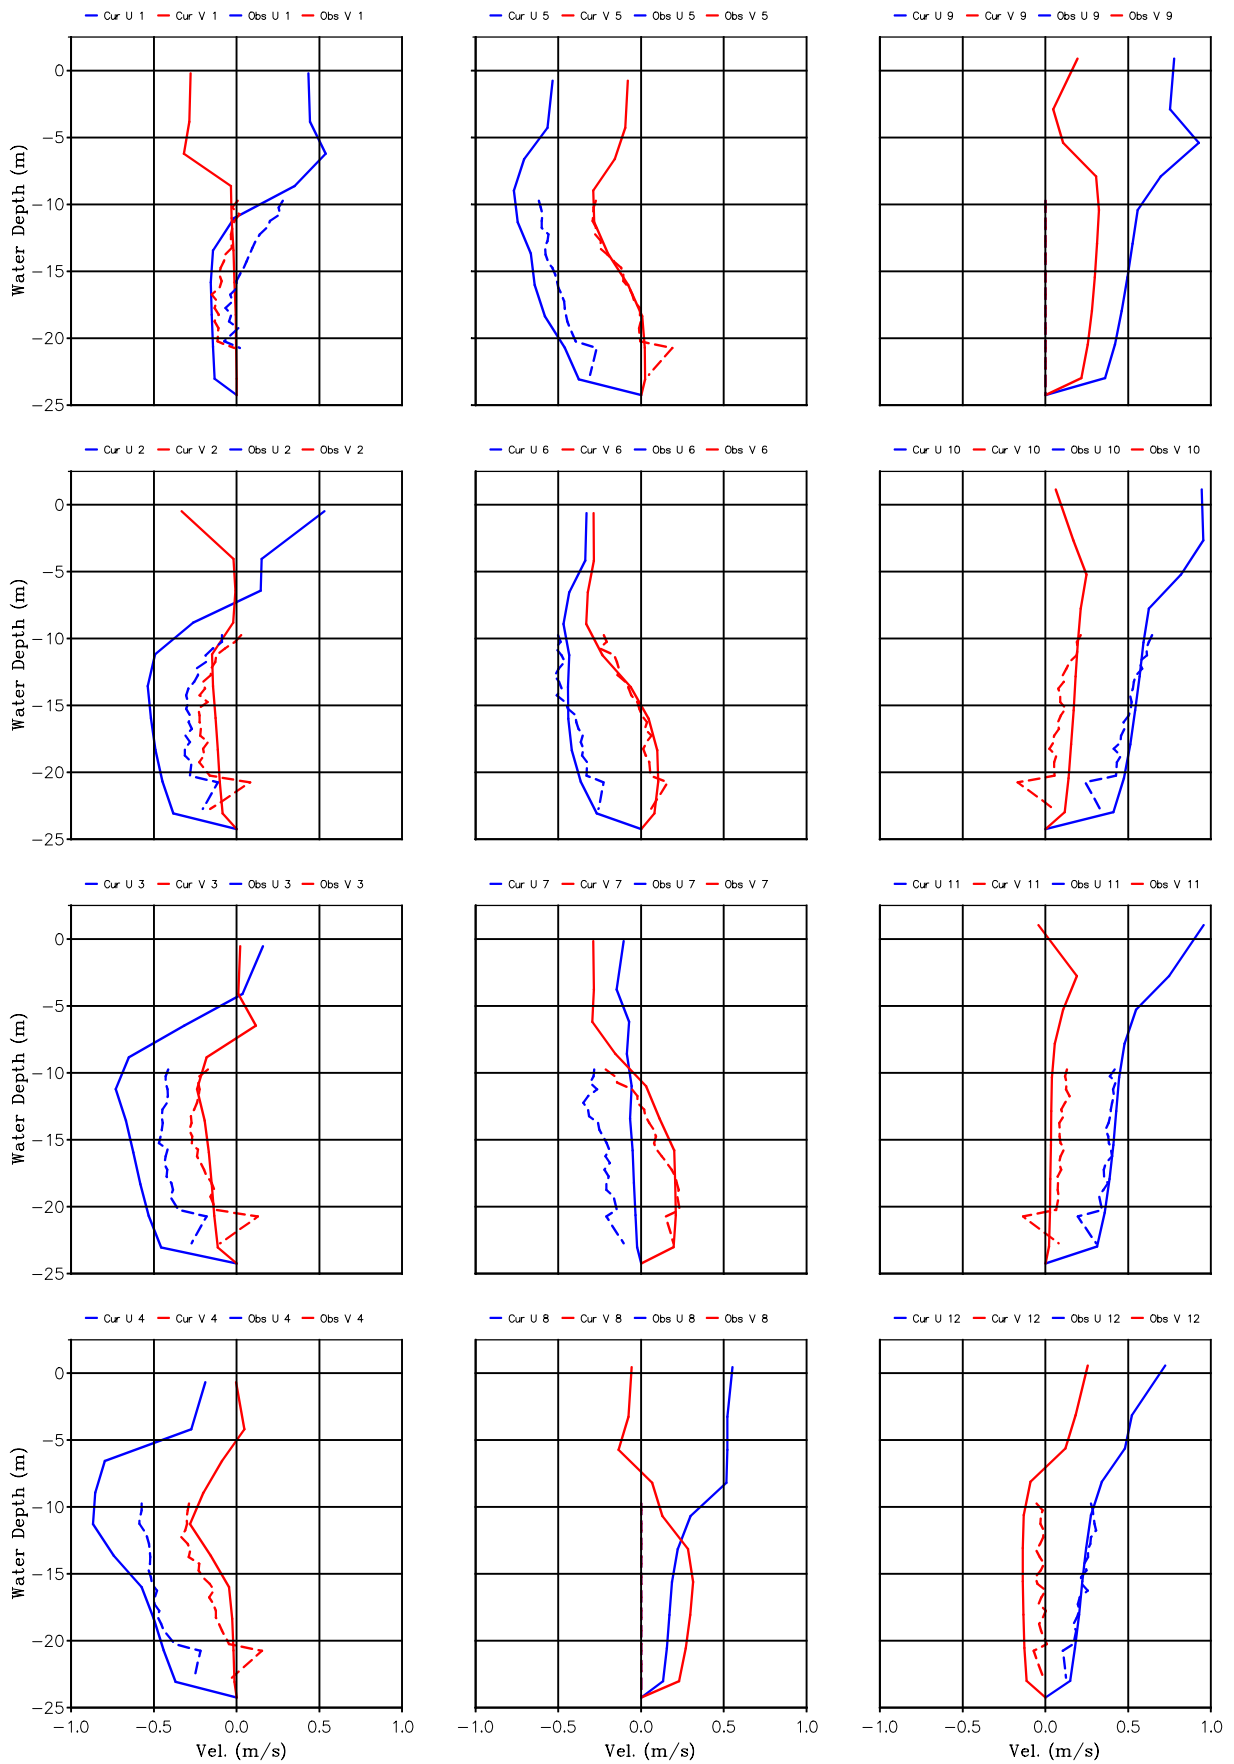 Cur U 1 Cur V 1 Obs U 1 Obs V 1
Cur U 5 Cur V 5 Obs U 5 Obs V 5
Cur U 9 Cur V 9 Obs U 9 Obs V 9
0
-5
-10
-15
-20
-25
Water Depth (m)
Cur U 2 Cur V 2 Obs U 2 Obs V 2
Cur U 6 Cur V 6 Obs U 6 Obs V 6
Cur U 10 Cur V 10 Obs U 10 Obs V 10
0
-5
-10
-15
-20
-25
Water Depth (m)
Cur U 3 Cur V 3 Obs U 3 Obs V 3
Cur U 7 Cur V 7 Obs U 7 Obs V 7
Cur U 11 Cur V 11 Obs U 11 Obs V 11
0
-5
-10
-15
-20
-25
Water Depth (m)
Cur U 4 Cur V 4 Obs U 4 Obs V 4
Cur U 8 Cur V 8 Obs U 8 Obs V 8
Cur U 12 Cur V 12 Obs U 12 Obs V 12
0
-5
-10
-15
-20
-25
Water Depth (m)
-1.0 -0.5 0.0 0.5 1.0
-1.0 -0.5 0.0 0.5 1.0
-1.0 -0.5 0.0 0.5 1.0
Vel. (m/s)
Vel. (m/s)
Vel. (m/s)